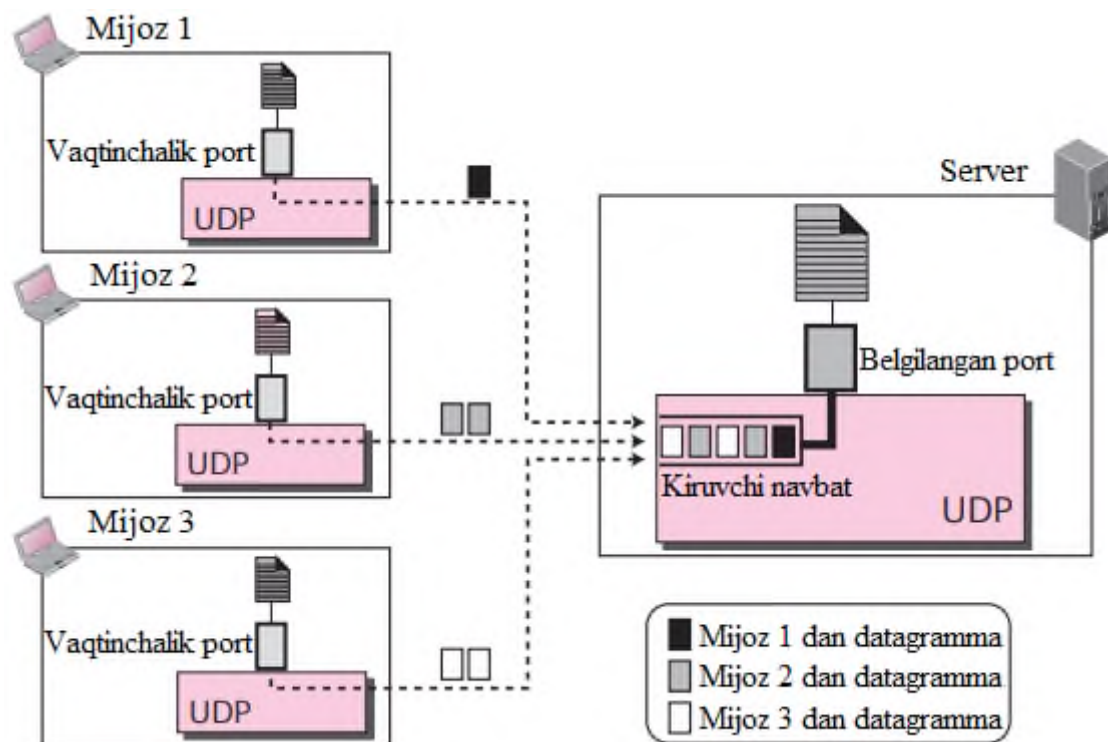 Mijoz 1
Vaqtinchalik port
UDP
Mijoz 2
Vaqtinchalik port
UDP
Mijoz 3
Vaqtinchalik port
UDP
Server
Belgilangan port
Kiruvchi navbat
UDP
Mijoz 1 dan datagramma
Mijoz 2 dan datagramma
Mijoz 3 dan datagramma